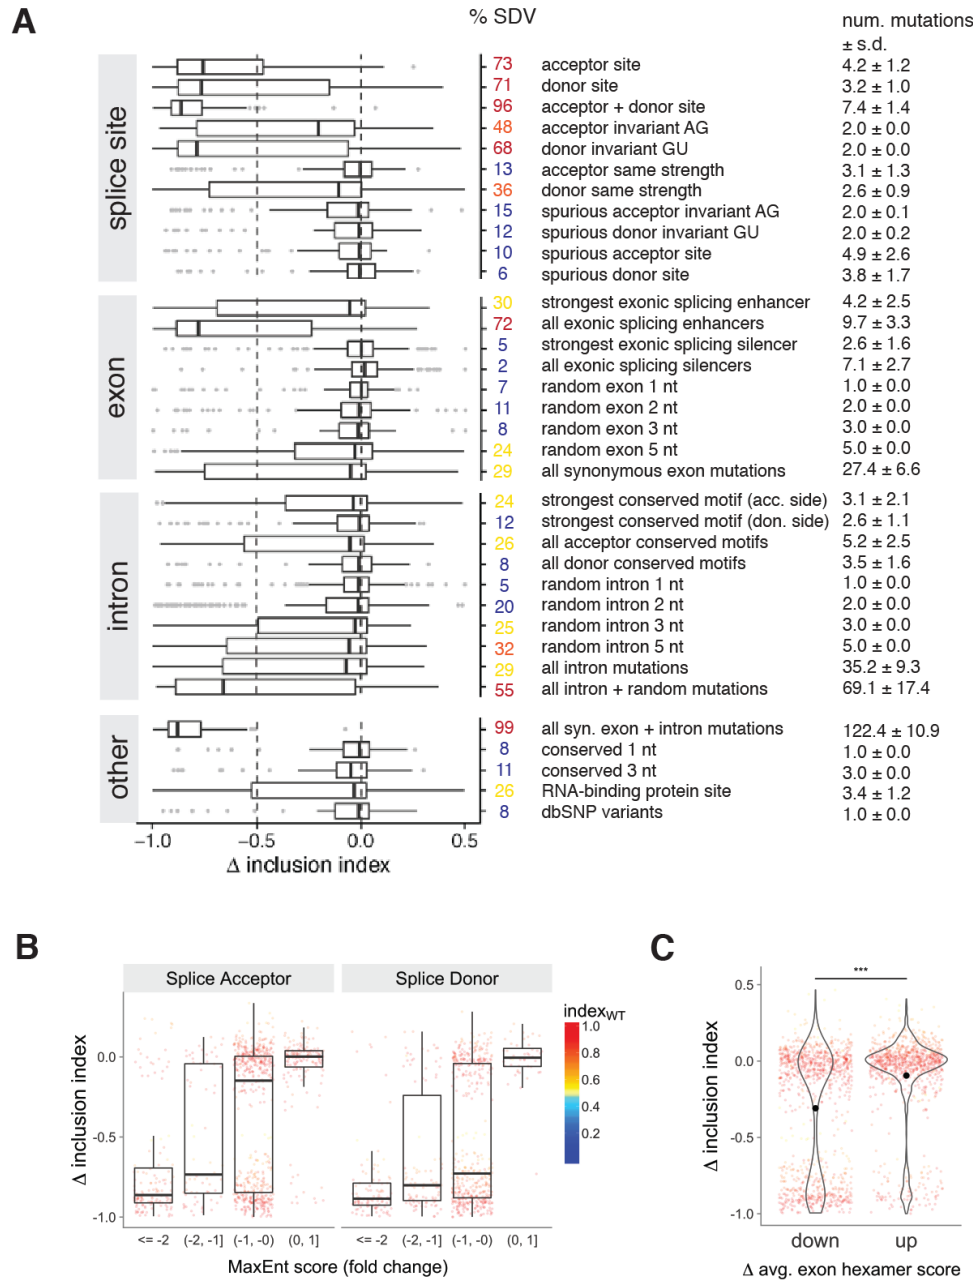 A
% SDV
num. mutations
± s.d.
splice site
73 acceptor site 4.2 ± 1.2
71 donor site 3.2 ± 1.0
96 acceptor + donor site 7.4 ± 1.4
48 acceptor invariant AG 2.0 ± 0.0
68 donor invariant GU 2.0 ± 0.0
13 acceptor same strength 3.1 ± 1.3
36 donor same strength 2.6 ± 0.9
15 spurious acceptor invariant AG 2.0 ± 0.1
12 spurious donor invariant GU 2.0 ± 0.2
10 spurious acceptor site 4.9 ± 2.6
6 spurious donor site 3.8 ± 1.7
exon
30 strongest exonic splicing enhancer 4.2 ± 2.5
72 all exonic splicing enhancers 9.7 ± 3.3
5 strongest exonic splicing silencer 2.6 ± 1.6
2 all exonic splicing silencers 7.1 ± 2.7
7 random exon 1 nt 1.0 ± 0.0
11 random exon 2 nt 2.0 ± 0.0
8 random exon 3 nt 3.0 ± 0.0
24 random exon 5 nt 5.0 ± 0.0
29 all synonymous exon mutations 27.4 ± 6.6
intron
24 strongest conserved motif (acc. side) 3.1 ± 2.1
12 strongest conserved motif (don. side) 2.6 ± 1.1
26 all acceptor conserved motifs 5.2 ± 2.5
8 all donor conserved motifs 3.5 ± 1.6
5 random intron 1 nt 1.0 ± 0.0
20 random intron 2 nt 2.0 ± 0.0
25 random intron 3 nt 3.0 ± 0.0
32 random intron 5 nt 5.0 ± 0.0
29 all intron mutations 35.2 ± 9.3
55 all intron + random mutations 69.1 ± 17.4
other
99 all syn. exon + intron mutations 122.4 ± 10.9
8 conserved 1 nt 1.0 ± 0.0
11 conserved 3 nt 3.0 ± 0.0
26 RNA-binding protein site 3.4 ± 1.2
8 dbSNP variants 1.0 ± 0.0
−1.0 −0.5 0.0 0.5
Δ inclusion index
B
Splice Acceptor Splice Donor
Δ inclusion index
0.0
-0.5
-1.0
<= -2 (-2, -1] (-1, -0) (0, 1] <= -2 (-2, -1] (-1, -0) (0, 1]
MaxEnt score (fold change)
indexWT
1.0
0.8
0.6
0.4
0.2
C
***
Δ inclusion index
0.5
0.0
-0.5
-1.0
down up
Δ avg. exon hexamer score